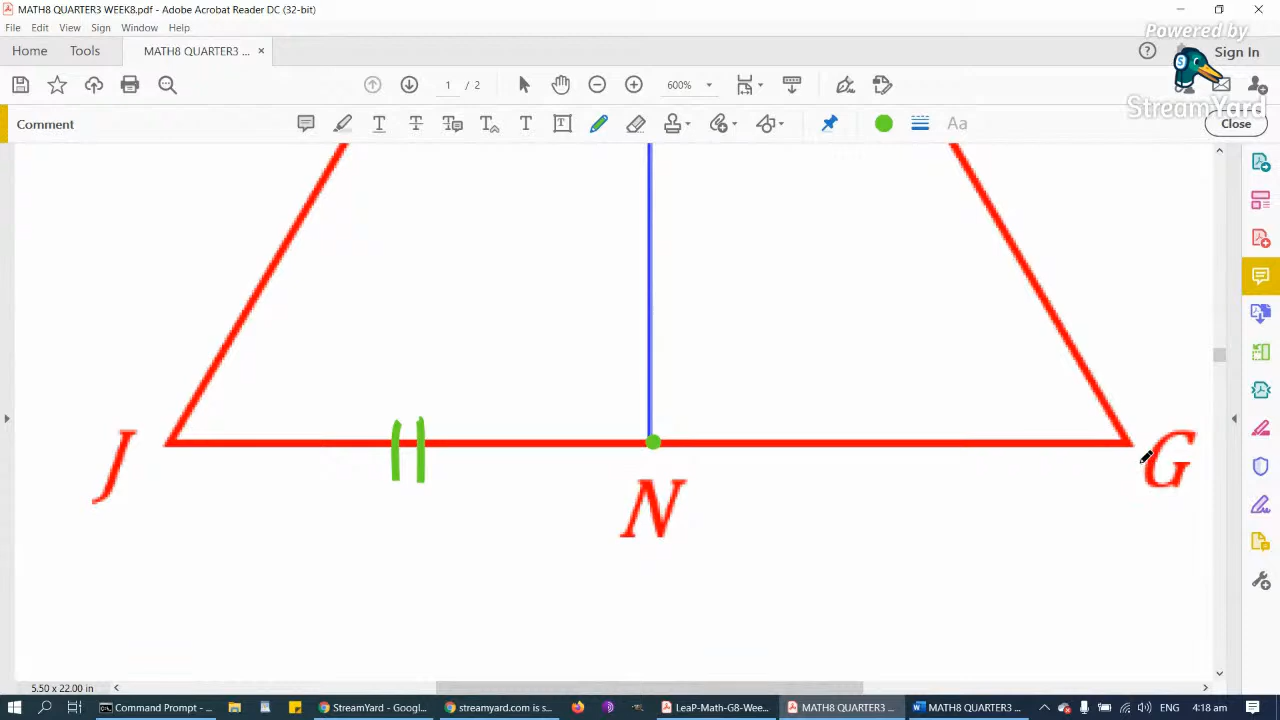 MATH8 QUARTER3 WEEK8.pdf - Adobe Acrobat Reader DC (32-bit)
File Edit View Sign Window Help
Powered by
Home Tools MATH8 QUARTER3 ... × ? Sign In
1 / 2 600%
StreamYard
Comment T T T T T T Aa Close
J N G
5.50 x 22.00 in
Command Prompt - ... StreamYard - Googl... streamyard.com is s... LeaP-Math-G8-Wee... MATH8 QUARTER3 ... MATH8 QUARTER3 ... 4:18 am